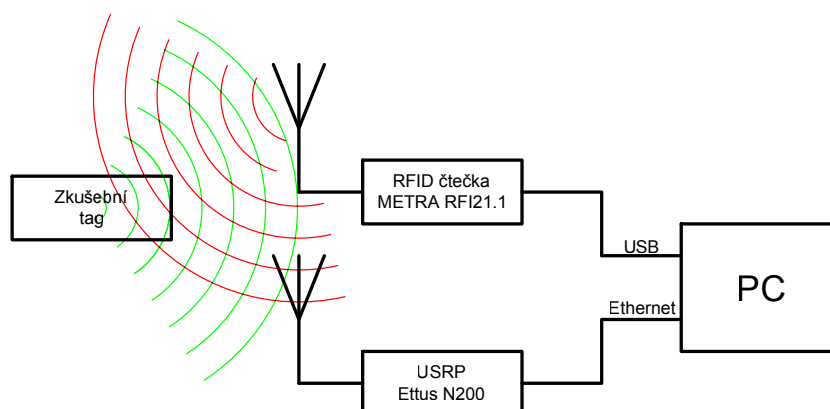 Zkušební
tag
RFID čtečka
METRA RFI21.1
USB
PC
Ethernet
USRP
Ettus N200